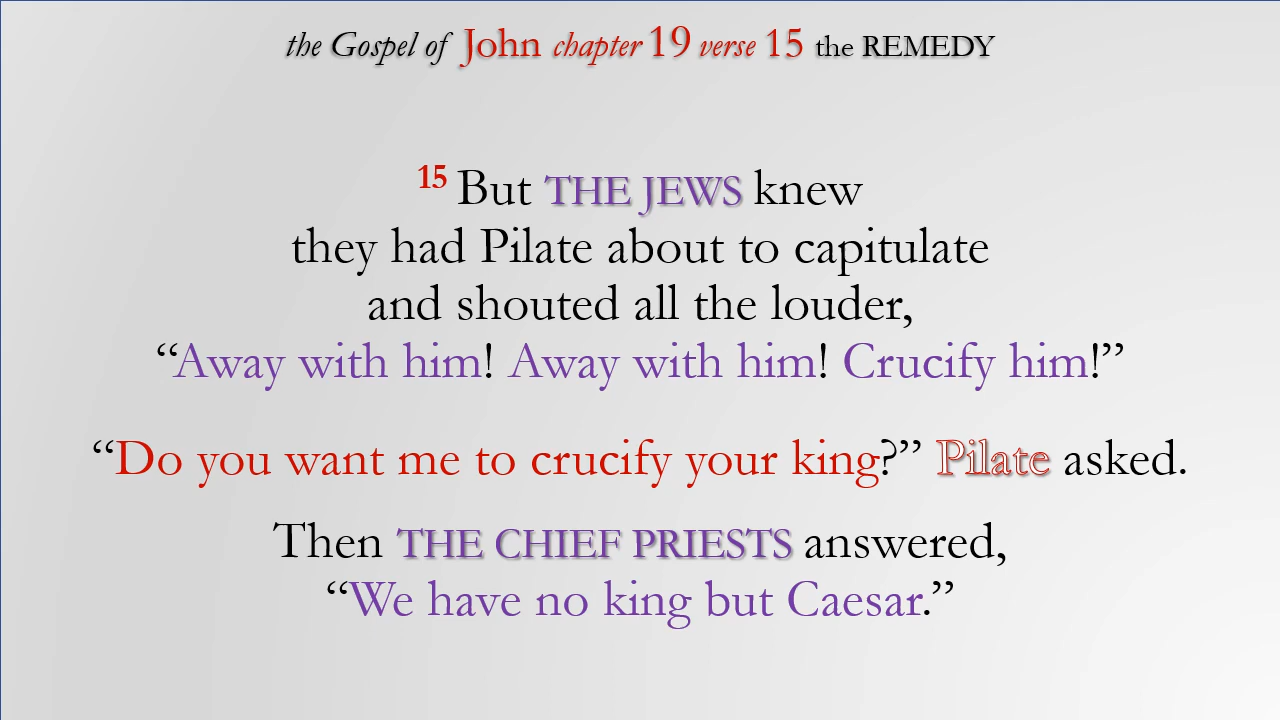 the Gospel of John chapter 19 verse 15 the REMEDY
15 But THE JEWS knew
they had Pilate about to capitulate
and shouted all the louder,
“Away with him! Away with him! Crucify him!”
“Do you want me to crucify your king?” Pilate asked.
Then THE CHIEF PRIESTS answered,
“We have no king but Caesar.”